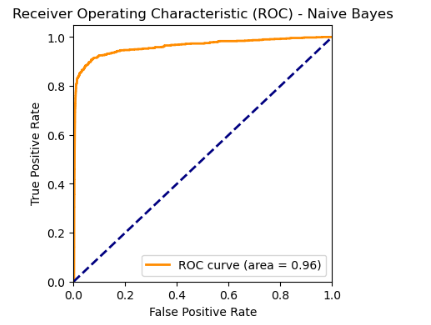 Receiver Operating Characteristic (ROC) - Naive Bayes
True Positive Rate
1.0
0.8
0.6
0.4
0.2
0.0
ROC curve (area = 0.96)
0.0 0.2 0.4 0.6 0.8 1.0
False Positive Rate